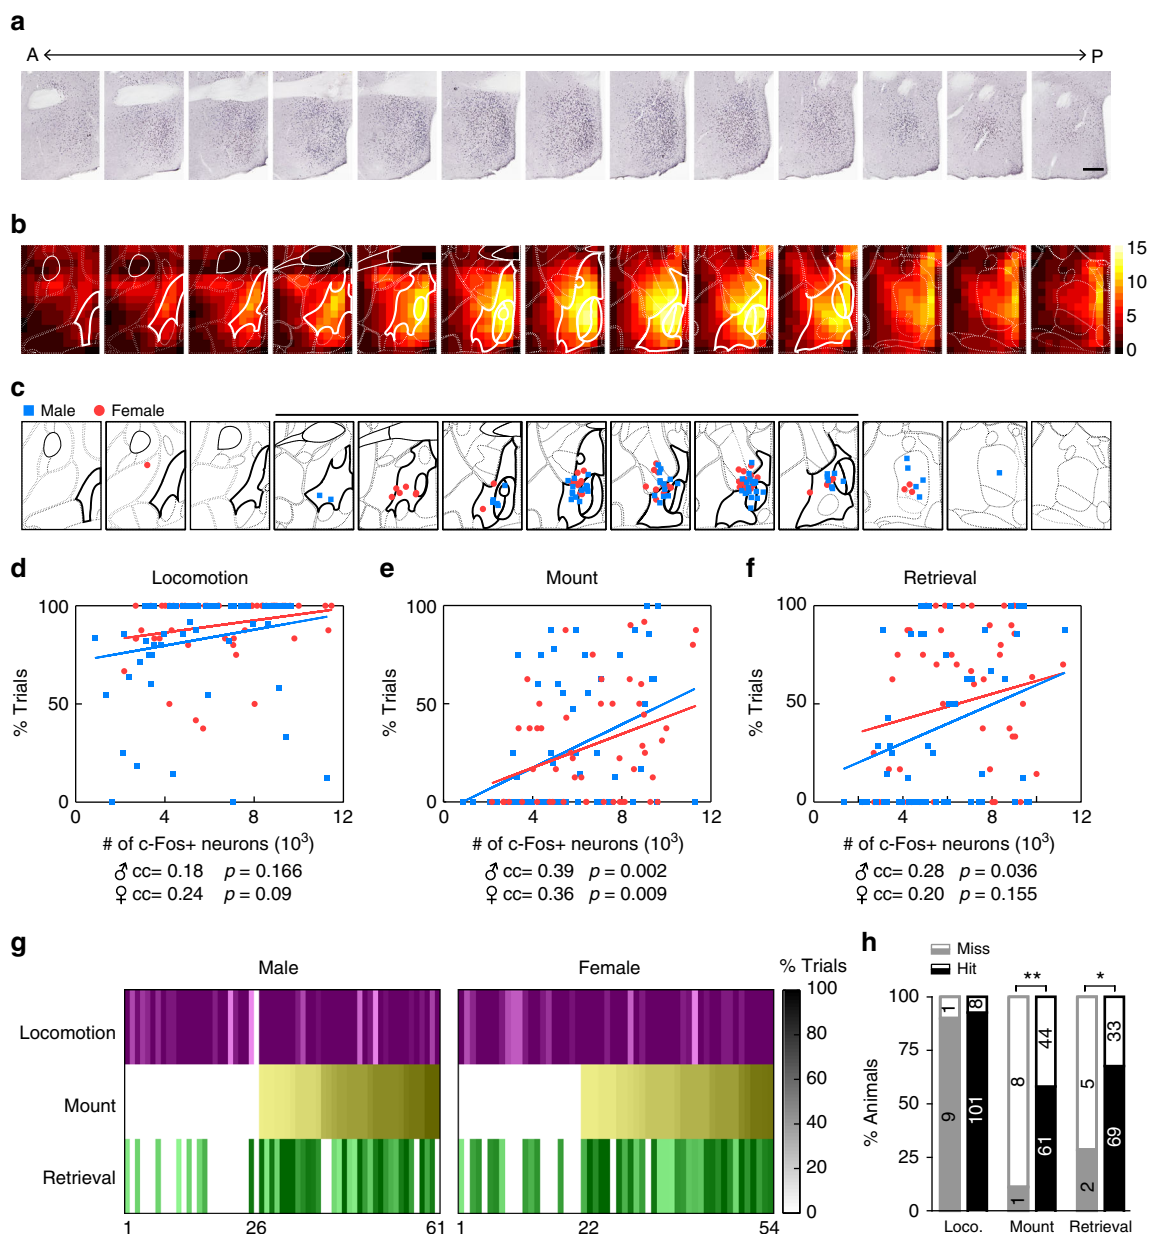 a
A P
b
15
10
5
0
c
Male Female
d e f
Locomotion Mount Retrieval
% Trials % Trials % Trials
100 100 100
50 50 50
0 0 0
0 4 8 12 0 4 8 12 0 4 8 12
# of c-Fos+ neurons (10³) # of c-Fos+ neurons (10³) # of c-Fos+ neurons (10³)
♂ cc= 0.18 p = 0.166 ♂ cc= 0.39 p = 0.002 ♂ cc= 0.28 p = 0.036
♀ cc= 0.24 p = 0.09 ♀ cc= 0.36 p = 0.009 ♀ cc= 0.20 p = 0.155
g
Male Female % Trials
Locomotion
Mount
Retrieval
1 26 61 1 22 54
100
80
60
40
20
0
h
Miss
Hit
** *
% Animals
100
75
50
25
0
1 8 8 44 5 33
9 101 1 61 2 69
Loco. Mount Retrieval